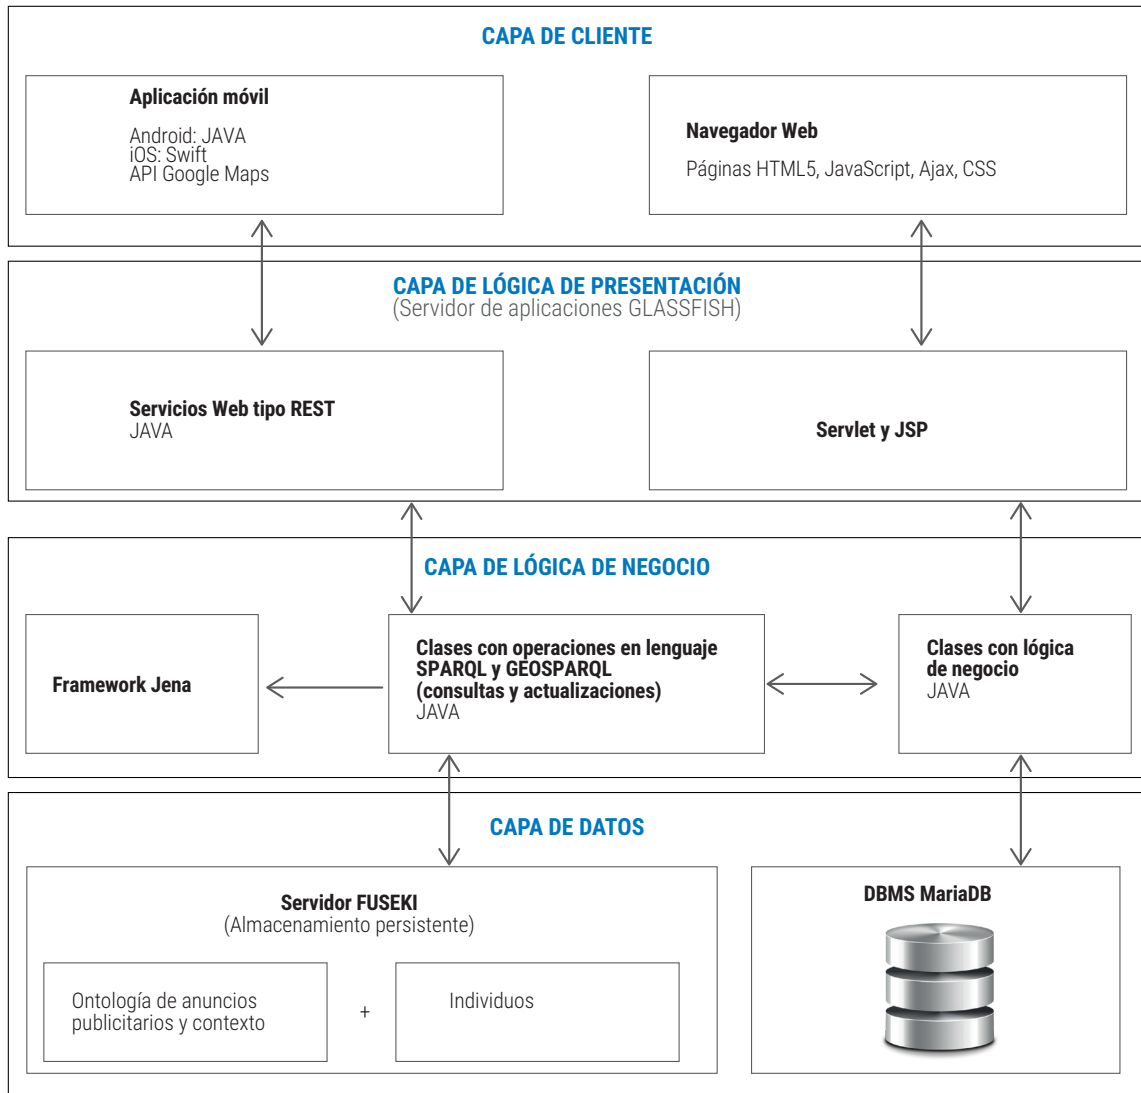 CAPA DE CLIENTE
Aplicación móvil
Android: JAVA
iOS: Swift
API Google Maps
Navegador Web
Páginas HTML5, JavaScript, Ajax, CSS
CAPA DE LÓGICA DE PRESENTACIÓN
(Servidor de aplicaciones GLASSFISH)
Servicios Web tipo REST
JAVA
Servlet y JSP
CAPA DE LÓGICA DE NEGOCIO
Framework Jena
Clases con operaciones en lenguaje
SPARQL y GEOSPARQL
(consultas y actualizaciones)
JAVA
Clases con lógica
de negocio
JAVA
CAPA DE DATOS
Servidor FUSEKI
(Almacenamiento persistente)
Ontología de anuncios
publicitarios y contexto
+
Individuos
DBMS MariaDB